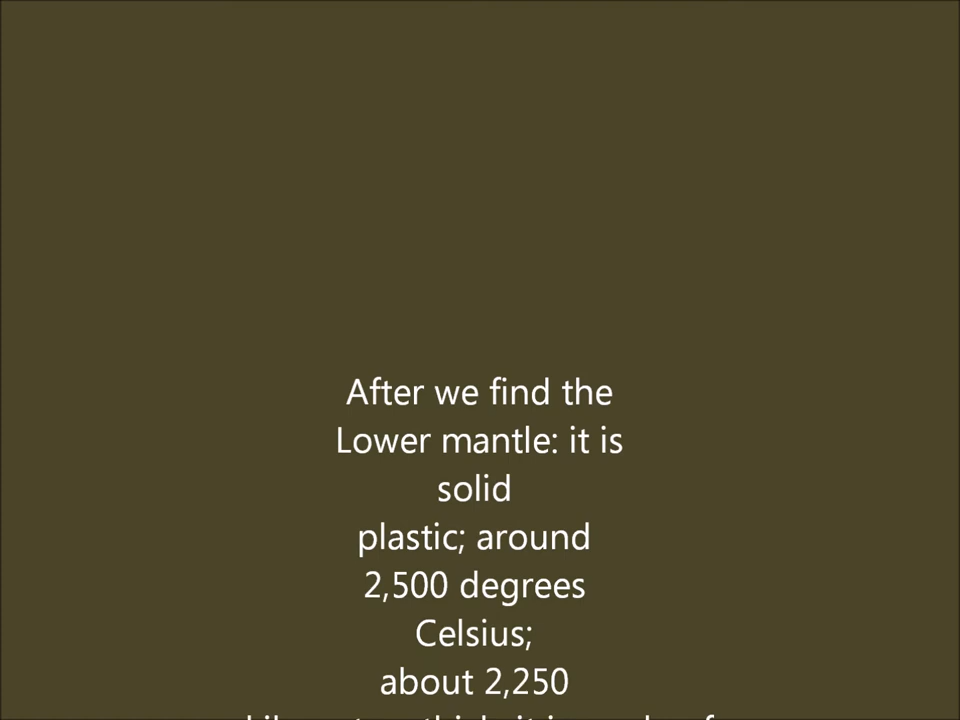 After we find the
Lower mantle: it is
solid
plastic; around
2,500 degrees
Celsius;
about 2,250